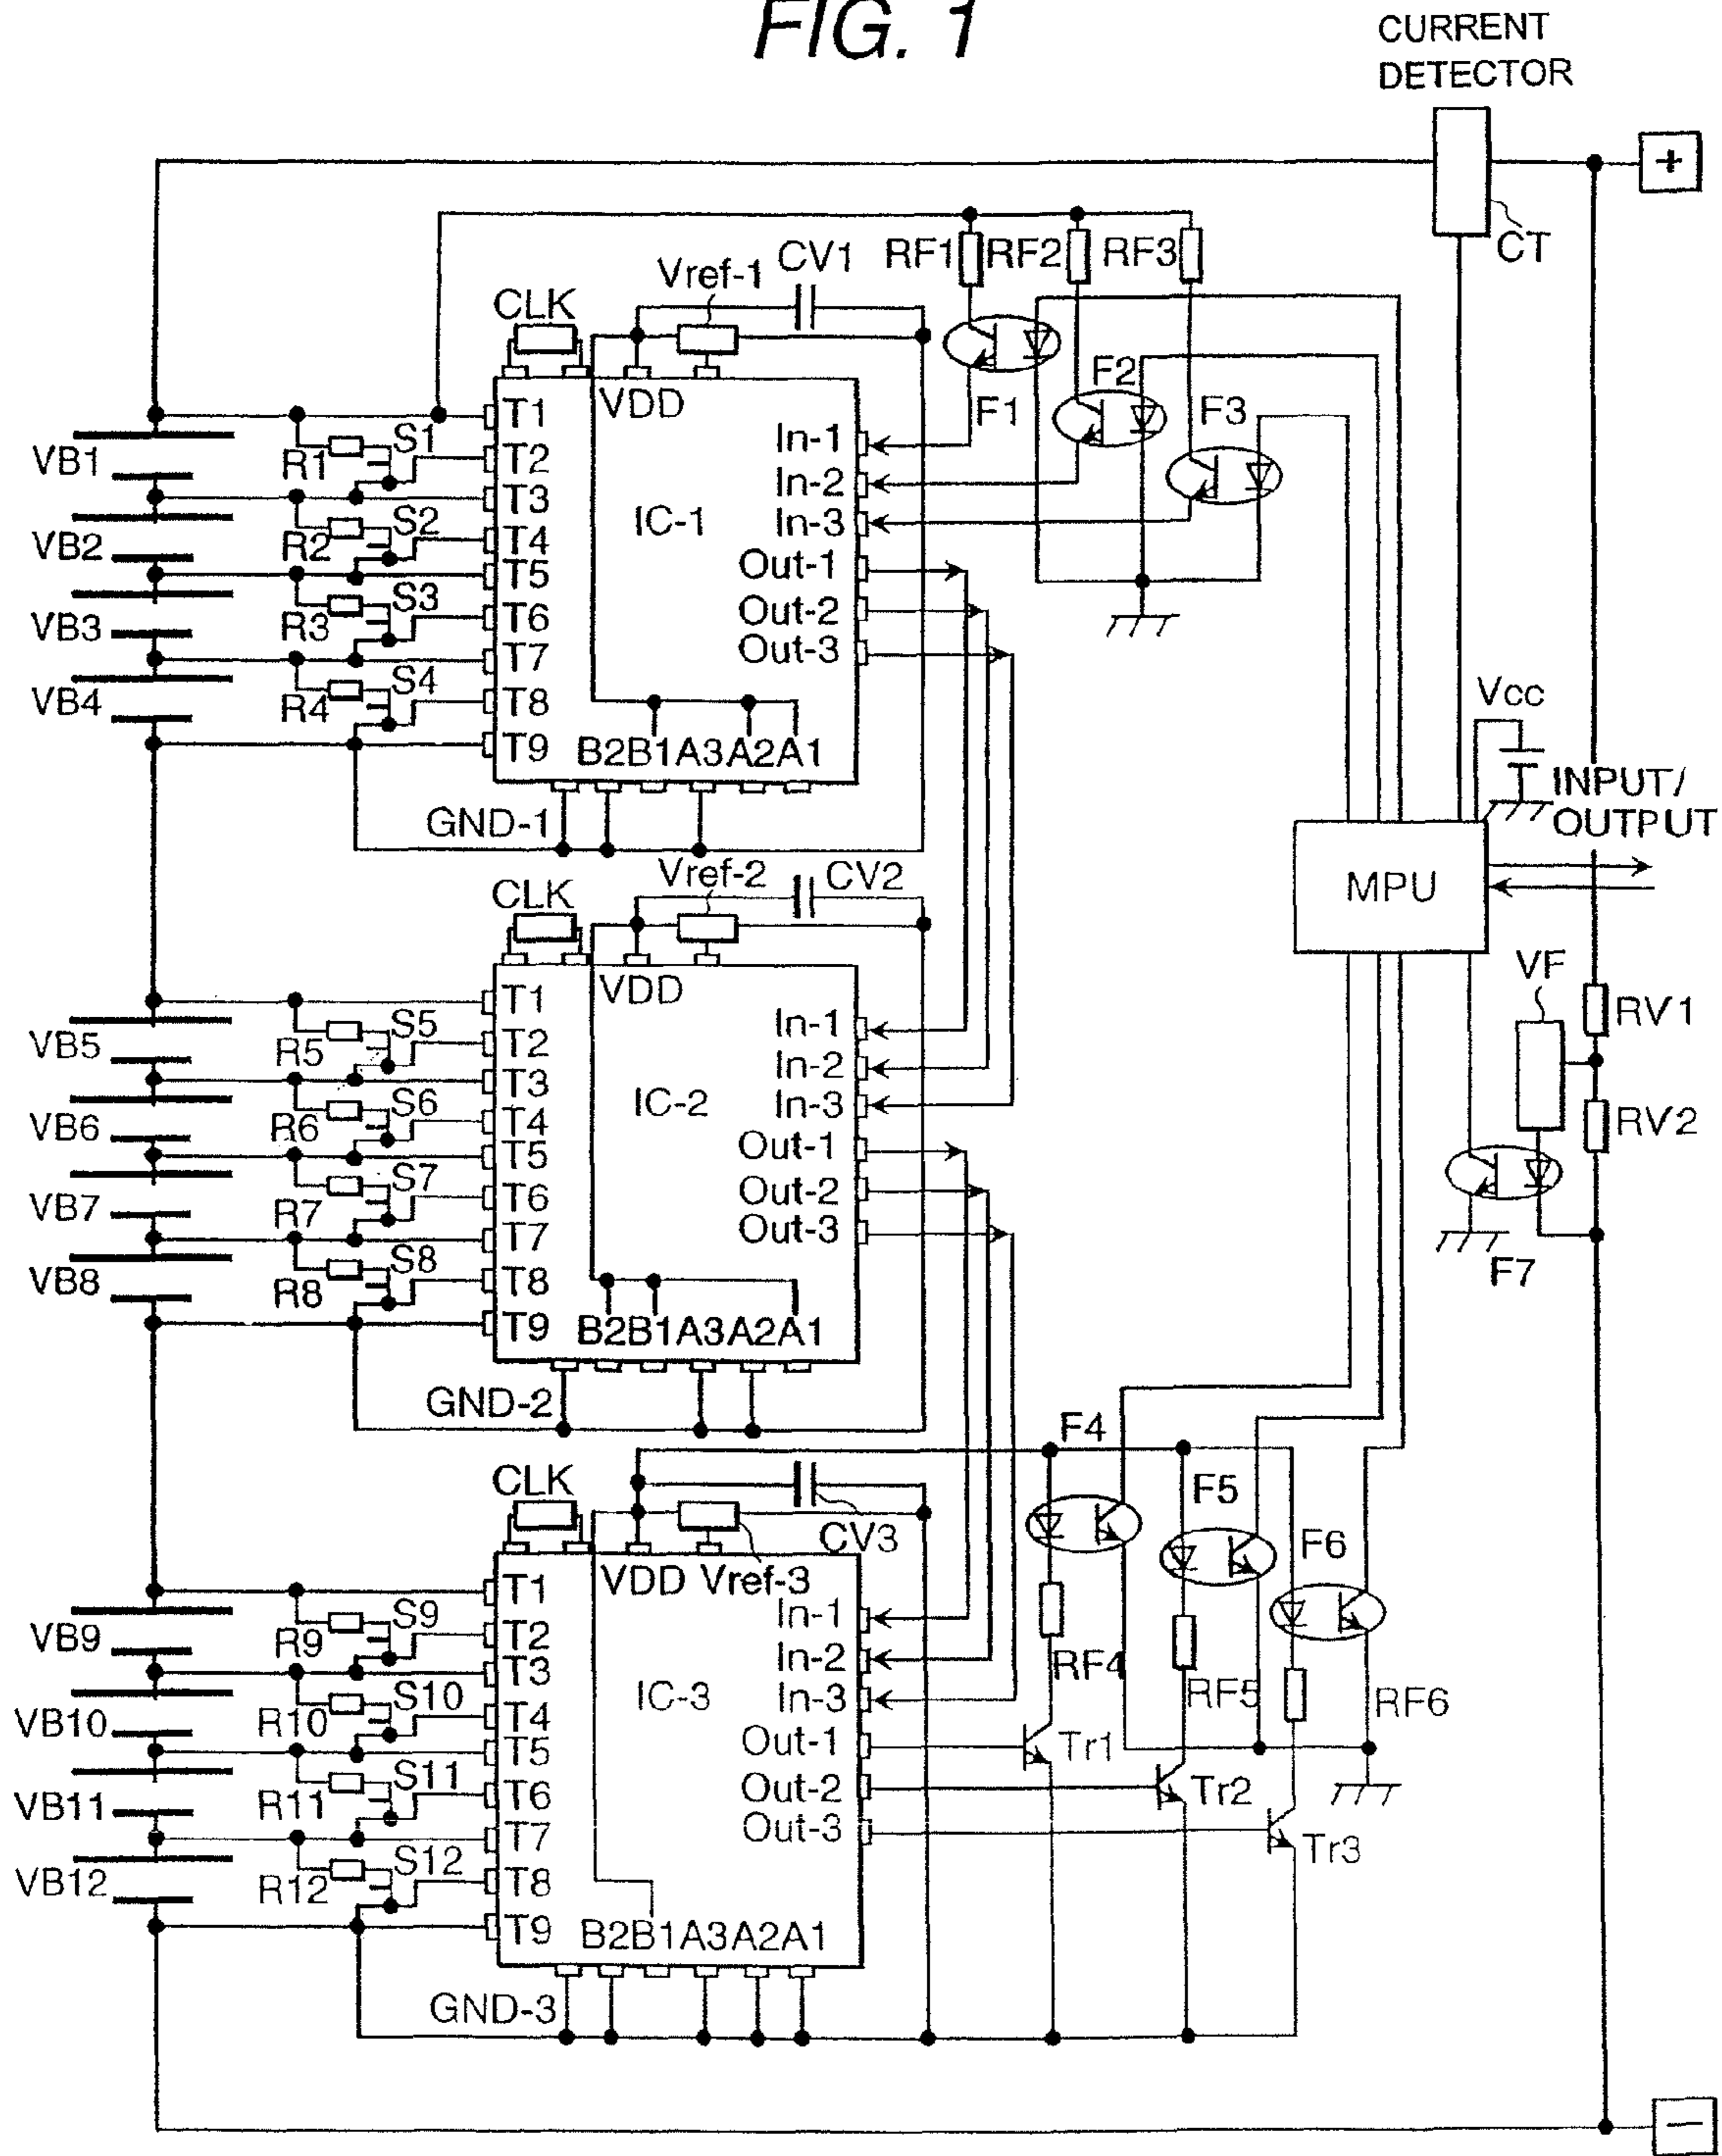 FIG. 1
CURRENT
DETECTOR
+
CT
RF1
RF2
RF3
CV1
Vref-1
CLK
VDD
F1
F2
F3
T1
T2
T3
T4
T5
T6
T7
T8
T9
In-1
In-2
In-3
Out-1
Out-2
Out-3
IC-1
B2B1A3A2A1
GND-1
VB1
VB2
VB3
VB4
R1
R2
R3
R4
S1
S2
S3
S4
Vcc
INPUT/
OUTPUT
MPU
Vref-2
CV2
CLK
VDD
T1
T2
T3
T4
T5
T6
T7
T8
T9
In-1
In-2
In-3
Out-1
Out-2
Out-3
IC-2
B2B1A3A2A1
GND-2
VB5
VB6
VB7
VB8
R5
R6
R7
R8
S5
S6
S7
S8
VF
RV1
RV2
F7
F4
F5
F6
CLK
CV3
VDD
Vref-3
T1
T2
T3
T4
T5
T6
T7
T8
T9
In-1
In-2
In-3
Out-1
Out-2
Out-3
IC-3
B2B1A3A2A1
GND-3
VB9
VB10
VB11
VB12
R9
R10
R11
R12
S9
S10
S11
S12
RF4
RF5
RF6
Tr1
Tr2
Tr3
−